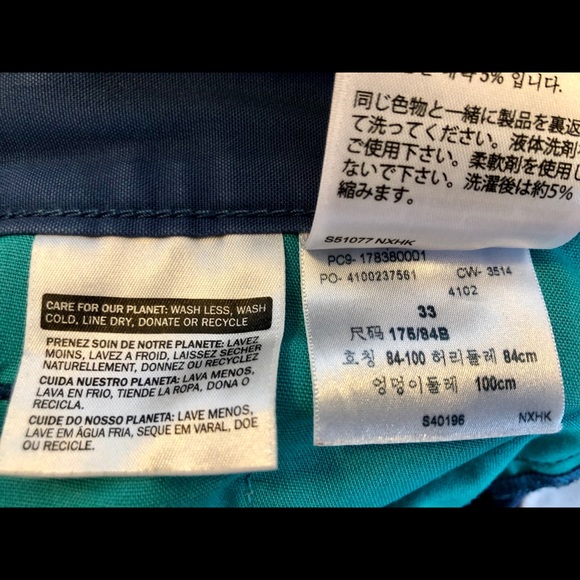 5% 입니다.
同じ色物と一緒に製品を裏返
て洗ってください。液体洗剤を
ご使用下さい。柔軟剤を使用し
ないで下さい。洗濯後は約5%
縮みます。
S51077 NXHK
PC9- 178380001
PO- 4100237561 CW- 3514
4102
33
尺码 175/84B
호칭 84-100 허리둘레 84cm
엉덩이둘레 100cm
S40196 NXHK
CARE FOR OUR PLANET: WASH LESS, WASH
COLD, LINE DRY, DONATE OR RECYCLE
PRENEZ SOIN DE NOTRE PLANETE: LAVEZ
MOINS, LAVEZ A FROID, LAISSEZ SECHER
NATURELLEMENT, DONNEZ OU RECYCLEZ
CUIDA NUESTRO PLANETA: LAVA MENOS,
LAVA EN FRIO, TIENDE LA ROPA, DONA O
RECICLA.
CUIDE DO NOSSO PLANETA: LAVE MENOS,
LAVE EM ÁGUA FRIA, SEQUE EM VARAL, DOE
OU RECICLE.